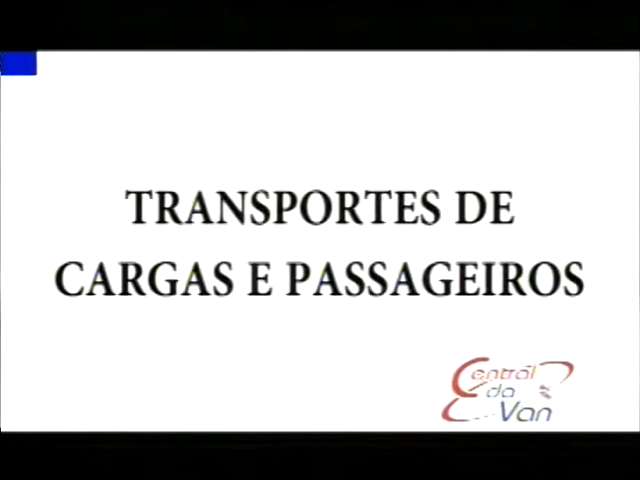 TRANSPORTES DE
CARGAS E PASSAGEIROS
Central
da
Van